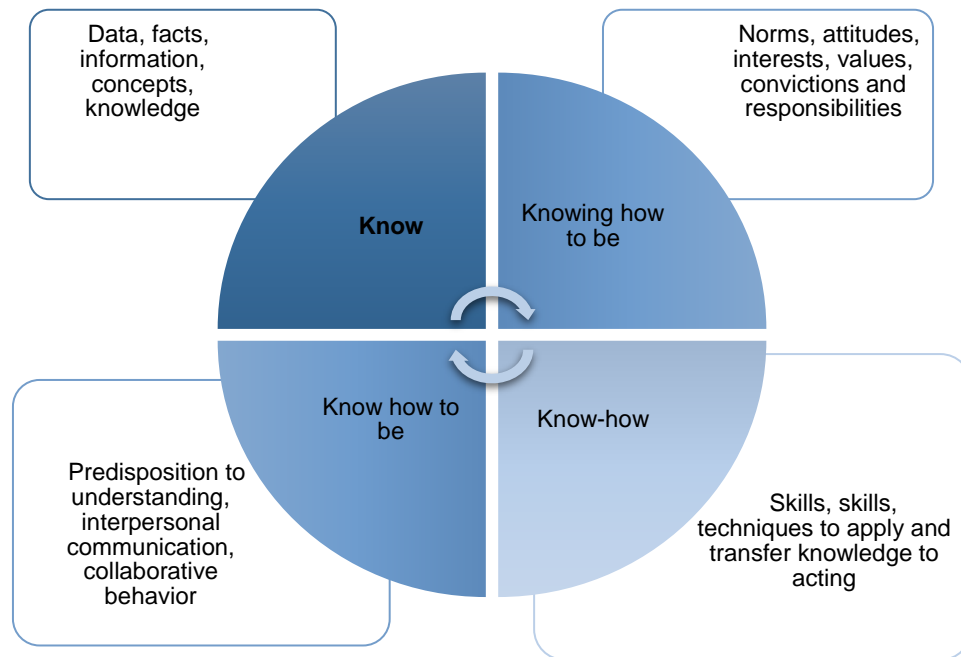 Data, facts,
information,
concepts,
knowledge
Norms, attitudes,
interests, values,
convictions and
responsibilities
Know
Knowing how
to be
Know how to
be
Know-how
Predisposition to
understanding,
interpersonal
communication,
collaborative
behavior
Skills, skills,
techniques to apply and
transfer knowledge to
acting